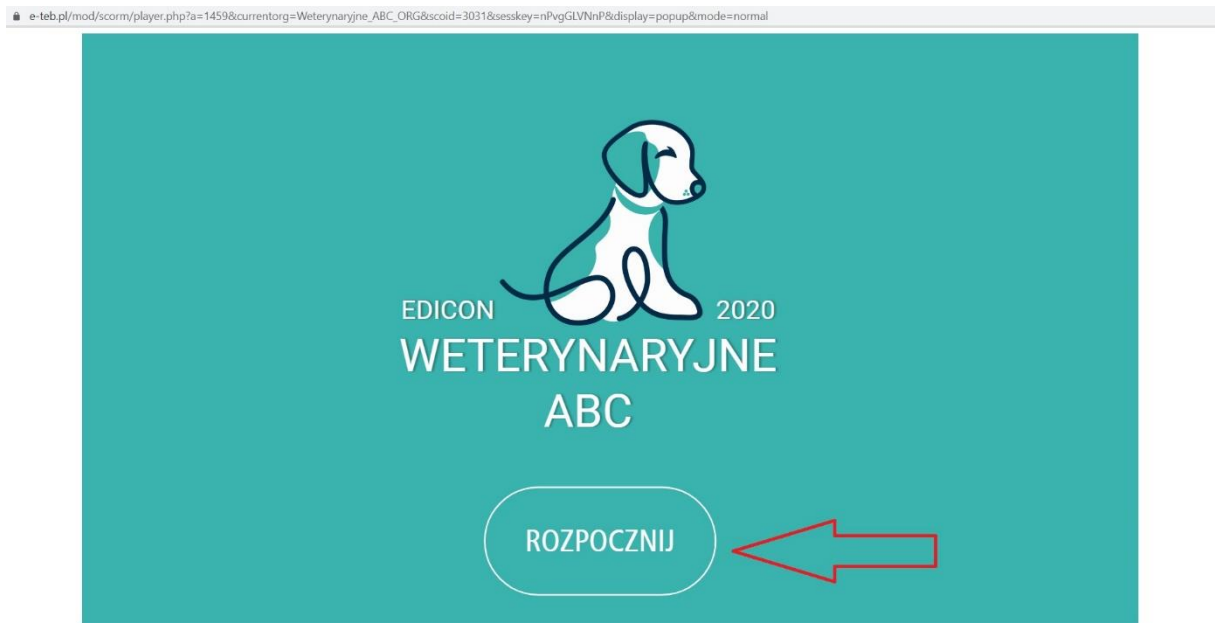 e-teb.pl/mod/scorm/player.php?a=1459&currentorg=Weterynaryjne_ABC_ORG&scoid=3031&sesskey=nPvgGLVNnP&display=popup&mode=normal
EDICON 2020
WETERYNARYJNE
ABC
ROZPOCZNIJ